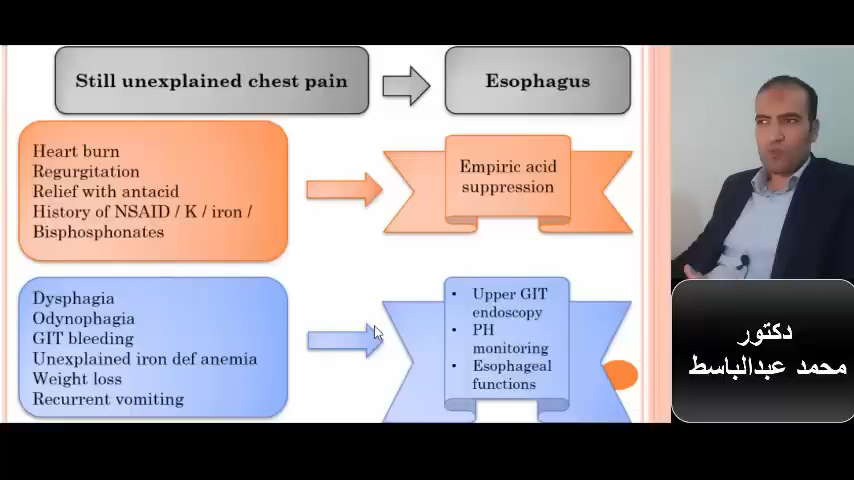 Still unexplained chest pain
Esophagus
Heart burn
Regurgitation
Relief with antacid
History of NSAID / K / iron /
Bisphosphonates
Empiric acid
suppression
Dysphagia
Odynophagia
GIT bleeding
Unexplained iron def anemia
Weight loss
Recurrent vomiting
• Upper GIT
endoscopy
• PH
monitoring
• Esophageal
functions
دكتور
محمد عبدالباسط